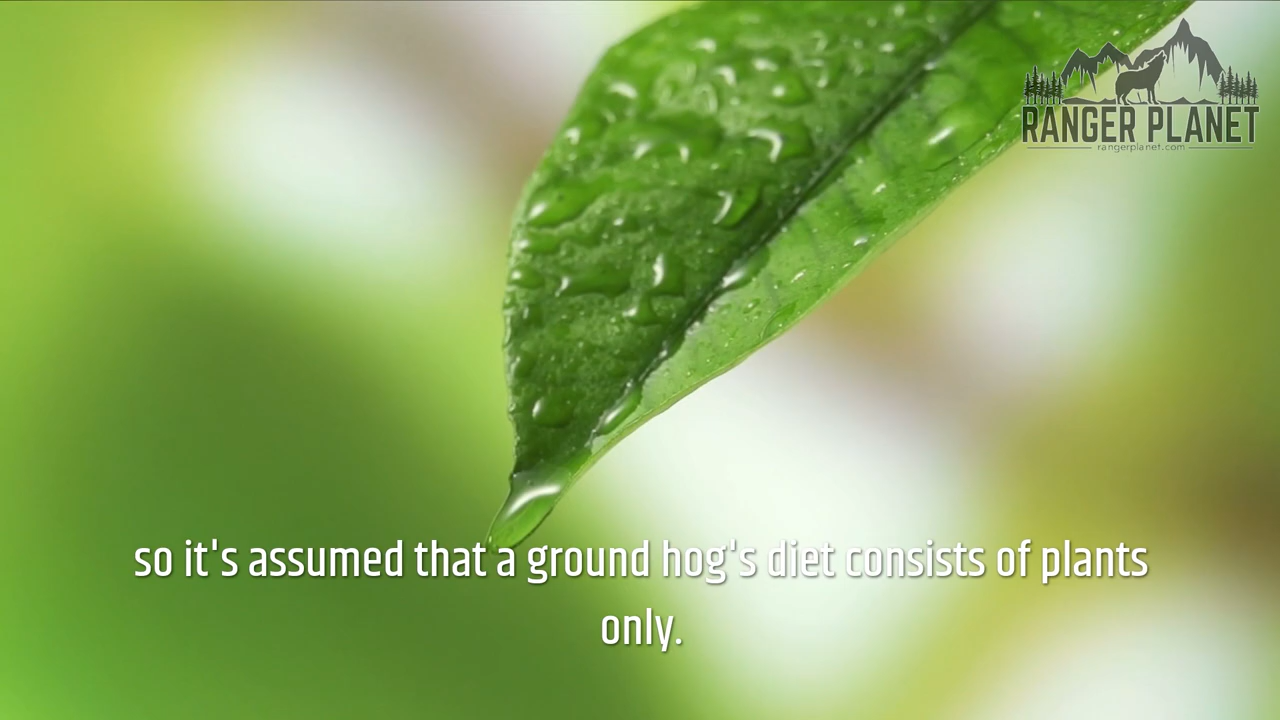 RANGER PLANET
rangerplanet.com
so it's assumed that a ground hog's diet consists of plants
only.